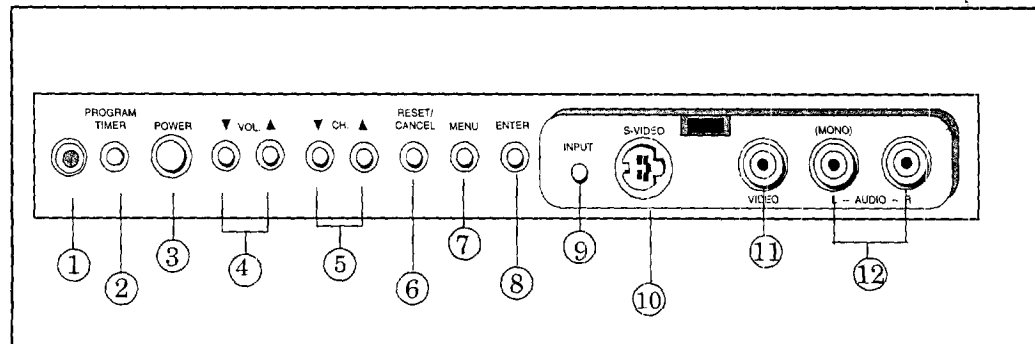 PROGRAM
TIMER
POWER
▼ VOL. ▲
▼ CH. ▲
RESET/
CANCEL
MENU
ENTER
INPUT
S-VIDEO
VIDEO
(MONO)
L – AUDIO – R
1
2
3
4
5
6
7
8
9
10
11
12